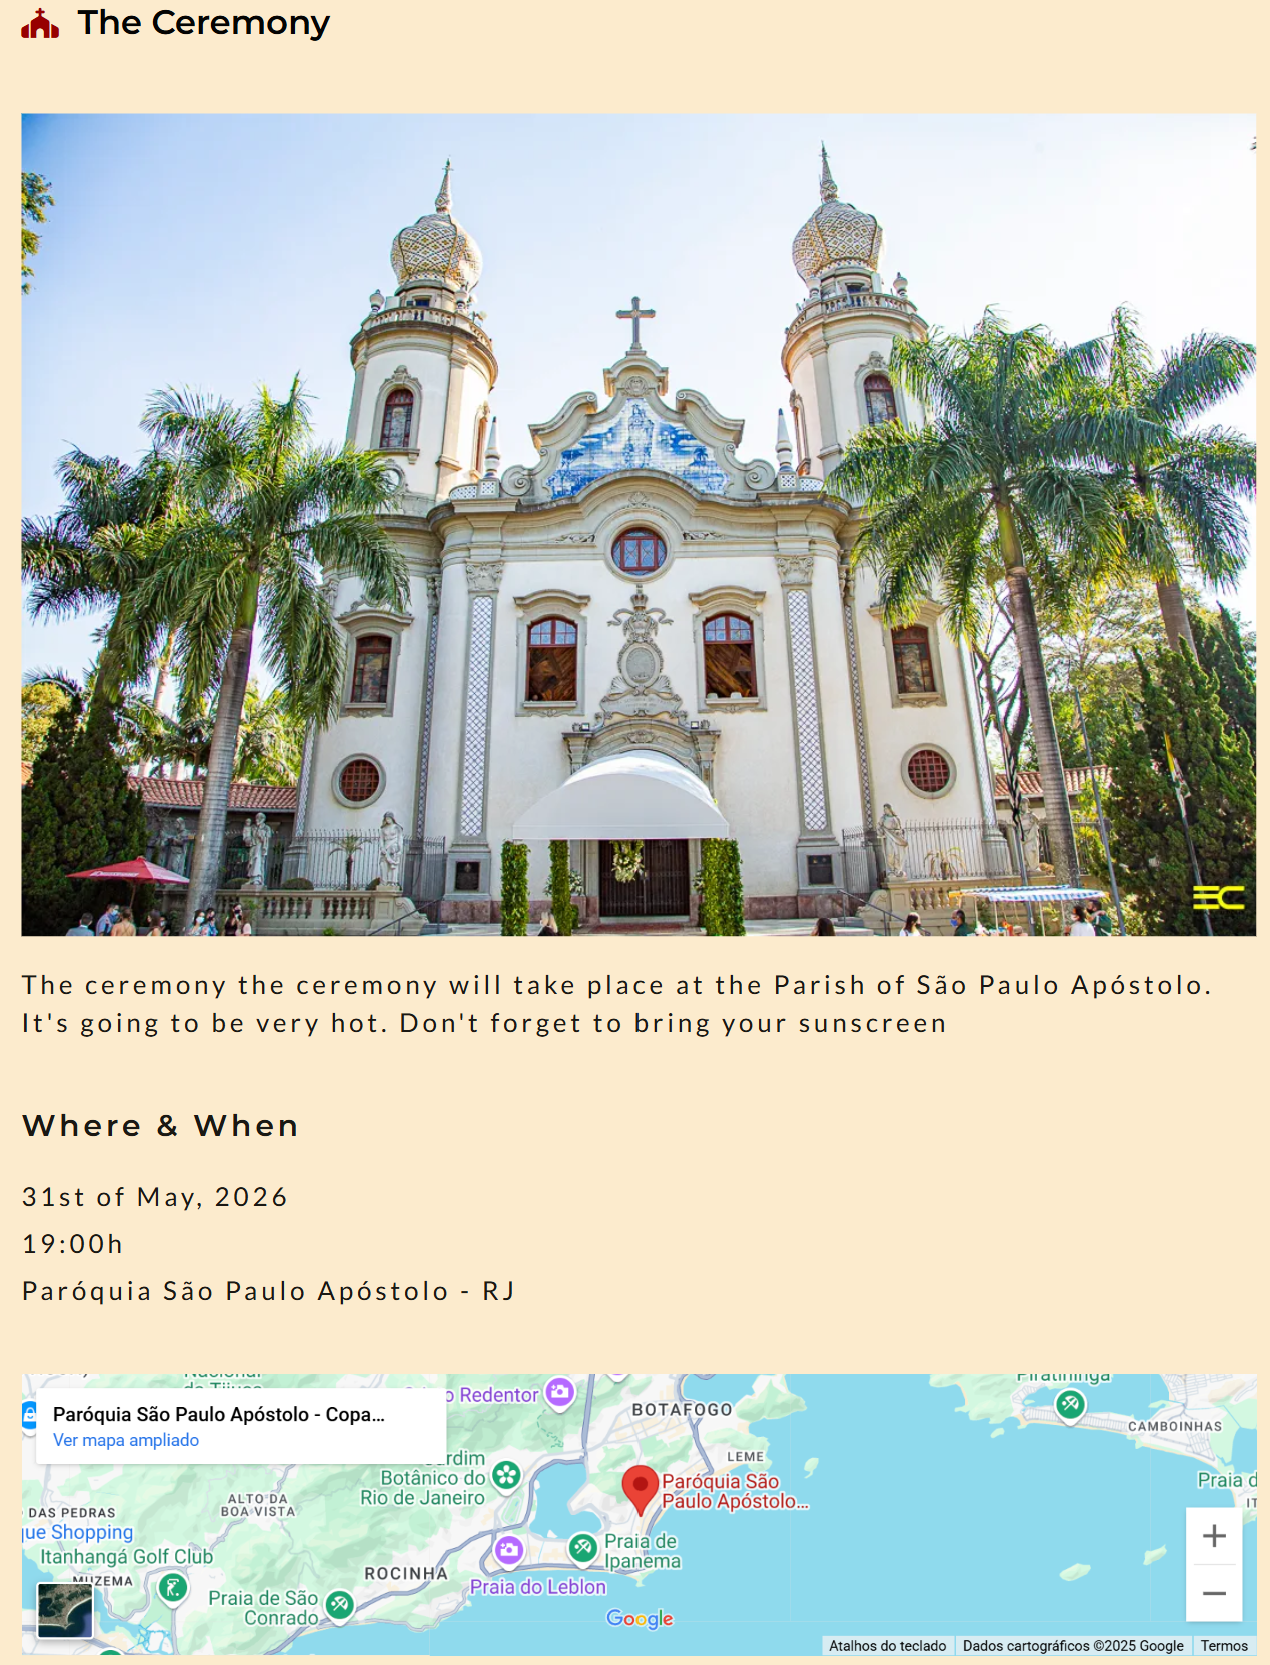 The Ceremony
EC
The ceremony the ceremony will take place at the Parish of São Paulo Apóstolo.
It's going to be very hot. Don't forget to bring your sunscreen
Where & When
31st of May, 2026
19:00h
Paróquia São Paulo Apóstolo - RJ
Paróquia São Paulo Apóstolo - Copa...
Ver mapa ampliado
o Redentor
BOTAFOGO
Piratininga
CAMBOINHAS
LEME
Jardim
Botânico do
Rio de Janeiro
Paróquia São
Paulo Apóstolo...
Praia d
ALTO DA
BOA VISTA
DAS PEDRAS
que Shopping
Itanhangá Golf Club
MUZEMA
Praia de
Ipanema
ROCINHA
Praia do Leblon
Praia de São
Conrado
Google
Atalhos do teclado
Dados cartográficos ©2025 Google
Termos